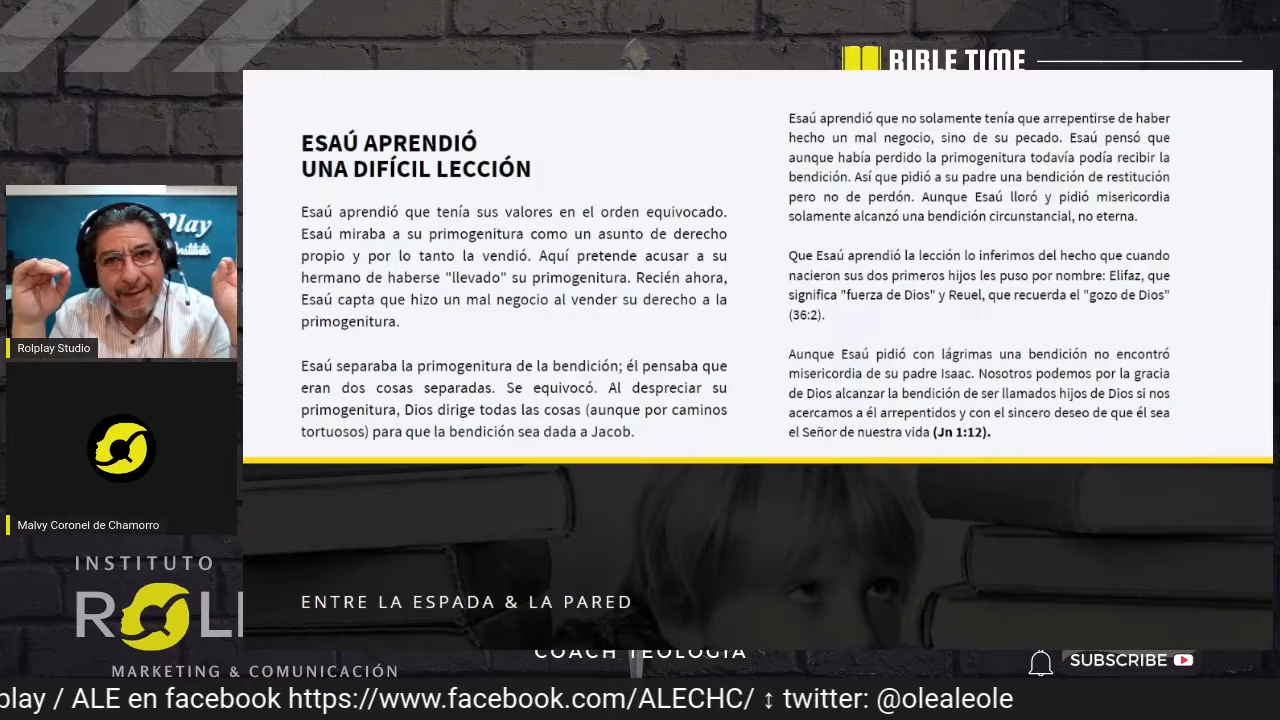 BIBLE TIME
ESAÚ APRENDIÓ
UNA DIFÍCIL LECCIÓN
Esaú aprendió que tenía sus valores en el orden equivocado.
Esaú miraba a su primogenitura como un asunto de derecho
propio y por lo tanto la vendió. Aquí pretende acusar a su
hermano de haberse "llevado" su primogenitura. Recién ahora,
Esaú capta que hizo un mal negocio al vender su derecho a la
primogenitura.
Esaú separaba la primogenitura de la bendición; él pensaba que
eran dos cosas separadas. Se equivocó. Al despreciar su
primogenitura, Dios dirige todas las cosas (aunque por caminos
tortuosos) para que la bendición sea dada a Jacob.
Esaú aprendió que no solamente tenía que arrepentirse de haber
hecho un mal negocio, sino de su pecado. Esaú pensó que
aunque había perdido la primogenitura todavía podía recibir la
bendición. Así que pidió a su padre una bendición de restitución
pero no de perdón. Aunque Esaú lloró y pidió misericordia
solamente alcanzó una bendición circunstancial, no eterna.
Que Esaú aprendió la lección lo inferimos del hecho que cuando
nacieron sus dos primeros hijos les puso por nombre: Elifaz, que
significa "fuerza de Dios" y Reuel, que recuerda el "gozo de Dios"
(36:2).
Aunque Esaú pidió con lágrimas una bendición no encontró
misericordia de su padre Isaac. Nosotros podemos por la gracia
de Dios alcanzar la bendición de ser llamados hijos de Dios si nos
acercamos a él arrepentidos y con el sincero deseo de que él sea
el Señor de nuestra vida (Jn 1:12).
Rolplay Studio
Malvy Coronel de Chamorro
ENTRE LA ESPADA & LA PARED
INSTITUTO
ROL
MARKETING & COMUNICACIÓN
COACH TEOLOGÍA
SUBSCRIBE
play / ALE en facebook https://www.facebook.com/ALECHC/ ↕ twitter: @olealeole